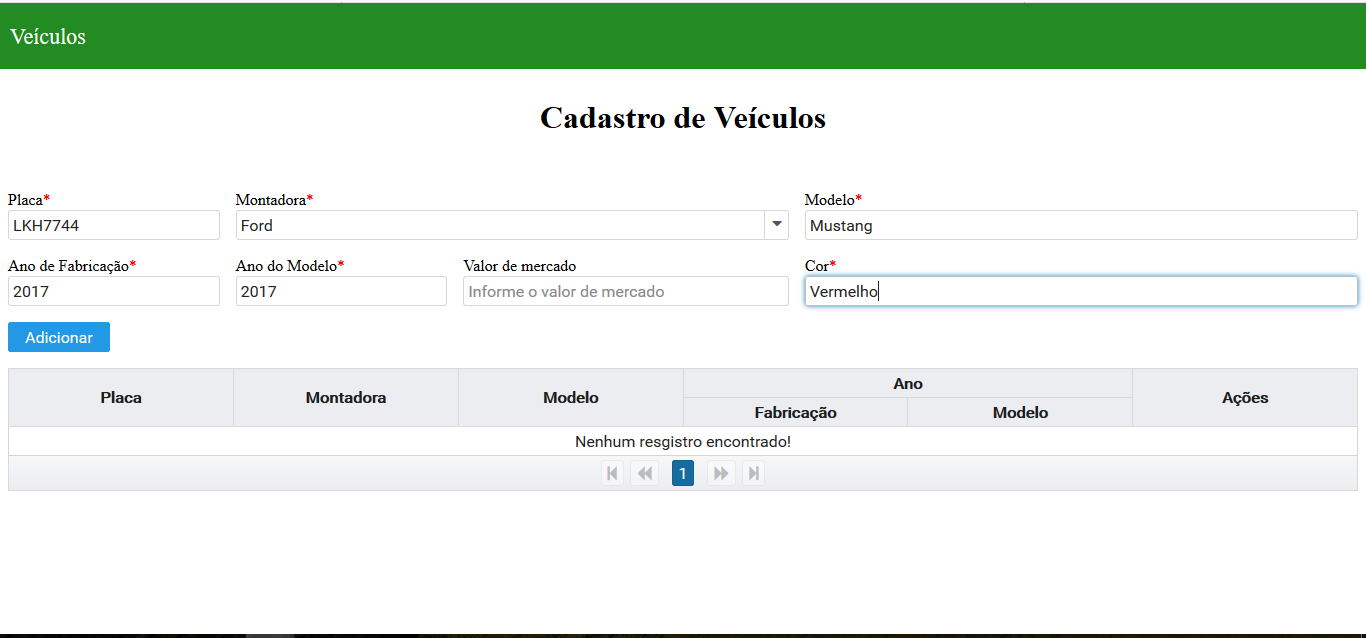 Veículos
Cadastro de Veículos
Placa* Montadora* Modelo*
LKH7744 Ford Mustang
Ano de Fabricação* Ano do Modelo* Valor de mercado Cor*
2017 2017 Informe o valor de mercado Vermelho
Adicionar
Placa Montadora Modelo Ano Ações
Fabricação Modelo
Nenhum resgistro encontrado!
1